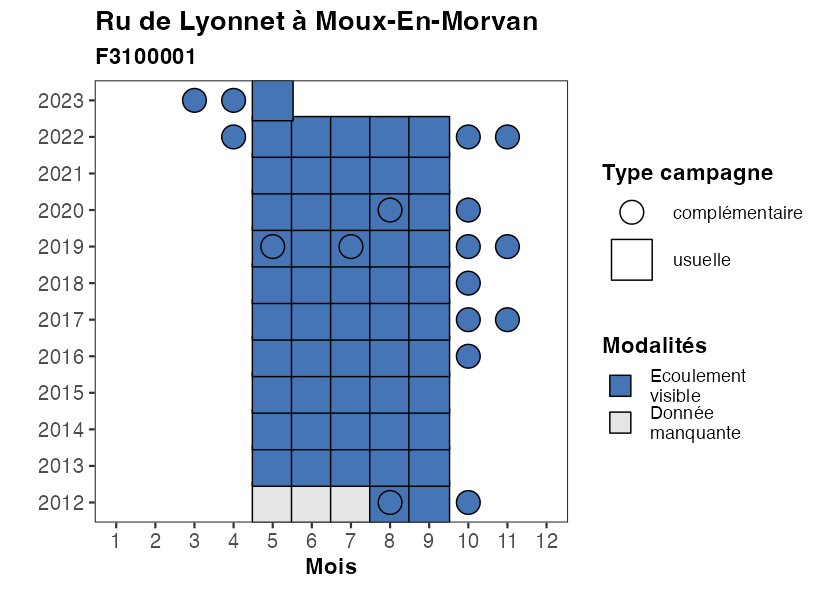 Ru de Lyonnet à Moux-En-Morvan
F3100001
2023
2022
2021
2020
2019
2018
2017
2016
2015
2014
2013
2012
1 2 3 4 5 6 7 8 9 10 11 12
Mois
Type campagne
complémentaire
usuelle
Modalités
Ecoulement
visible
Donnée
manquante